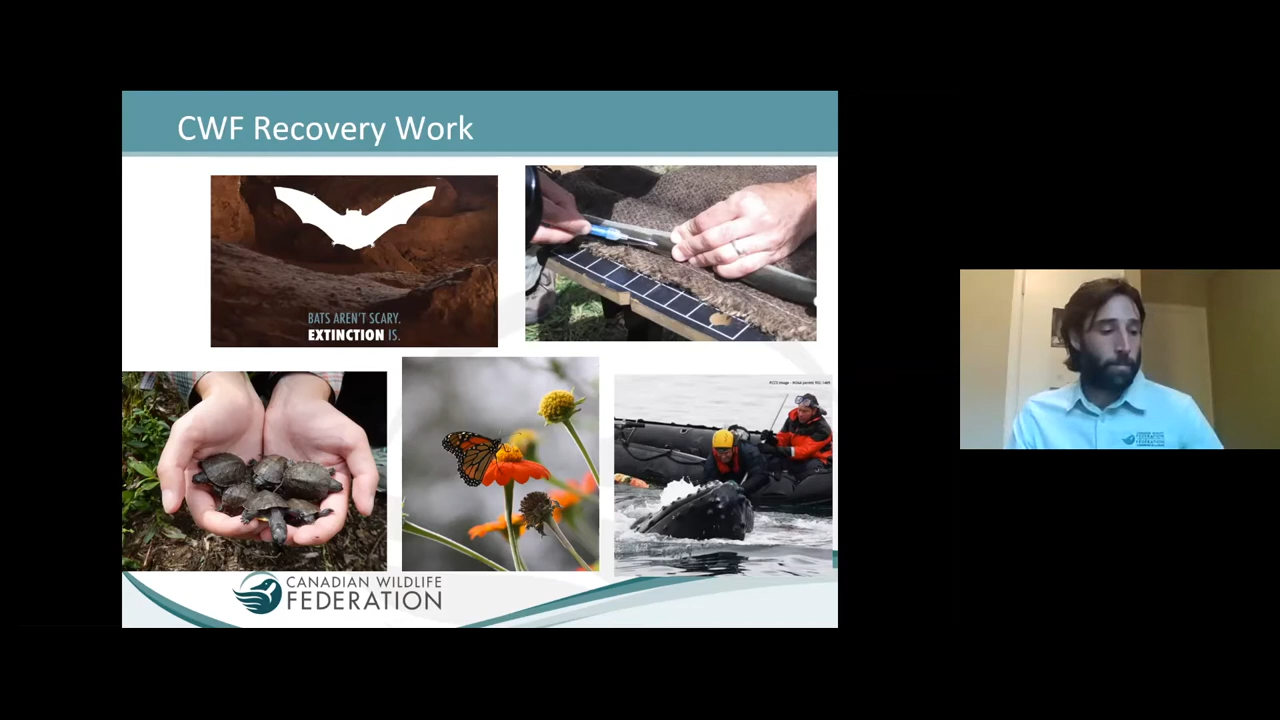 CWF Recovery Work
BATS AREN'T SCARY.
EXTINCTION IS.
CANADIAN WILDLIFE
FEDERATION